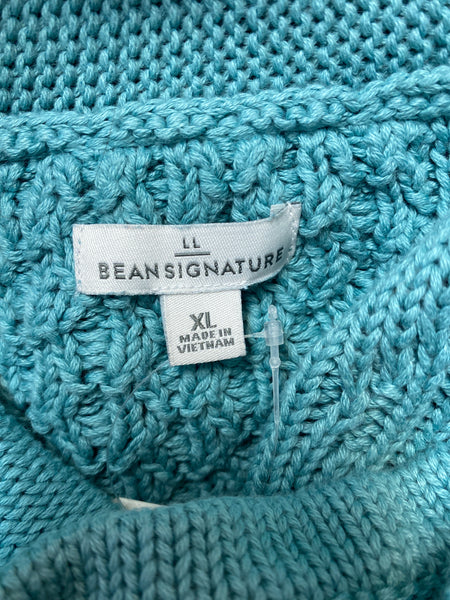 LL
BEANSIGNATURE
XL
MADE IN
VIETNAM